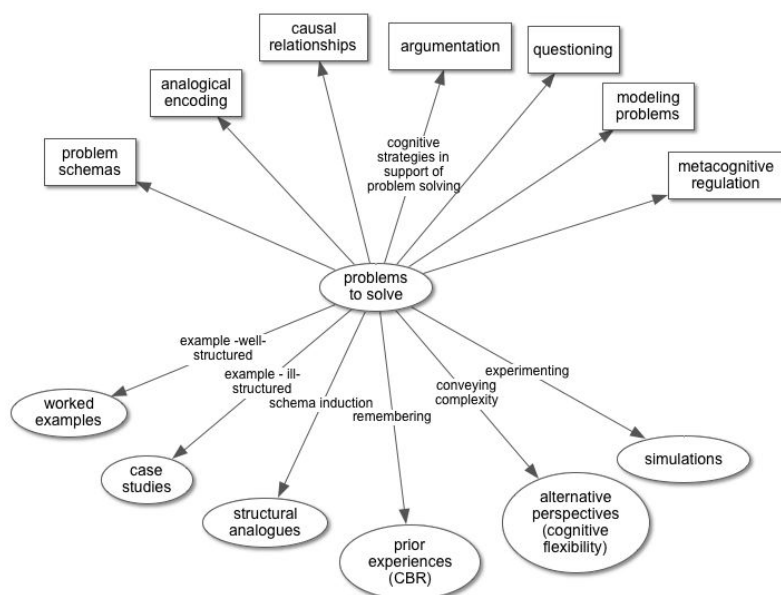 causal
relationships
argumentation
questioning
analogical
encoding
modeling
problems
problem
schemas
cognitive
strategies in
support of
problem solving
metacognitive
regulation
problems
to solve
example -well-
structured
example - ill-
structured
schema induction
remembering
conveying
complexity
experimenting
worked
examples
case
studies
structural
analogues
prior
experiences
(CBR)
alternative
perspectives
(cognitive
flexibility)
simulations